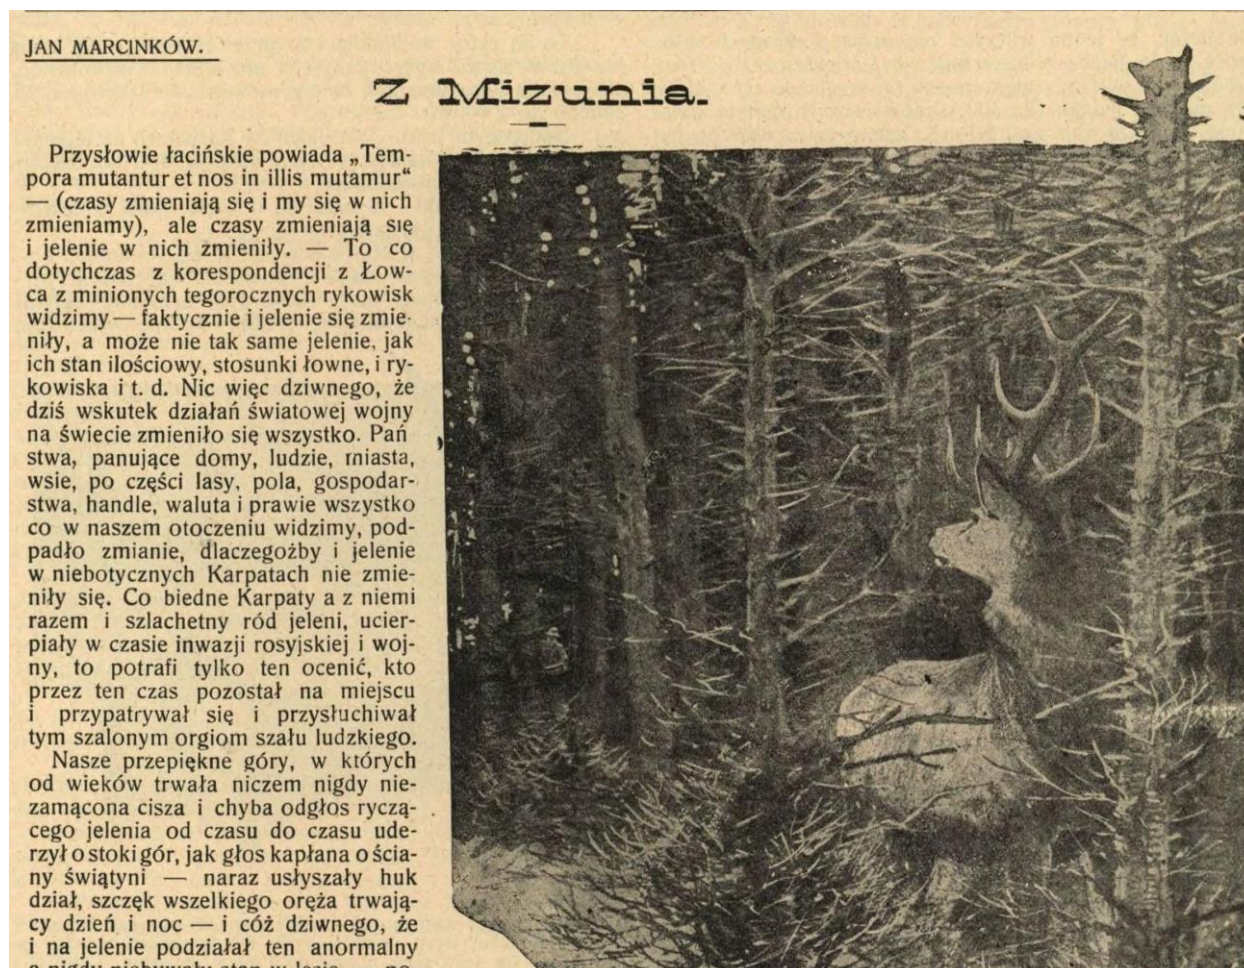 JAN MARCINKÓW.
Z Mizunia.
Przysłowie łacińskie powiada „Tem-
pora mutantur et nos in illis mutamur“
— (czasy zmieniają się i my się w nich
zmieniamy), ale czasy zmieniają się
i jelenie w nich zmieniły. — To co
dotychczas z korespondencji z Łow-
ca z minionych tegorocznych rykowisk
widzimy — faktycznie i jelenie się zmie-
niły, a może nie tak same jelenie, jak
ich stan ilościowy, stosunki łowne, i ry-
kowiska i t. d. Nic więc dziwnego, że
dziś wskutek działań światowej wojny
na świecie zmieniło się wszystko. Pań
stwa, panujące domy, ludzie, miasta,
wsie, po części lasy, pola, gospodar-
stwa, handle, waluta i prawie wszystko
co w naszem otoczeniu widzimy, pod-
padło zmianie, dlaczegożby i jelenie
w niebotycznych Karpatach nie zmie-
niły się. Co biedne Karpaty a z niemi
razem i szlachetny ród jeleni, ucier-
piały w czasie inwazji rosyjskiej i woj-
ny, to potrafi tylko ten ocenić, kto
przez ten czas pozostał na miejscu
i przypatrywał się i przysłuchiwał
tym szalonym orgiom szału ludzkiego.
Nasze przepiękne góry, w których
od wieków trwała niczem nigdy nie-
zamącona cisza i chyba odgłos ryczą-
cego jelenia od czasu do czasu ude-
rzył o stoki gór, jak głos kapłana o ścia-
ny świątyni — naraz usłyszały huk
dział, szczęk wszelkiego oręża trwają-
cy dzień i noc — i cóż dziwnego, że
i na jelenie podziałał ten anormalny
a nigdy niebywały stan w lesie — po-